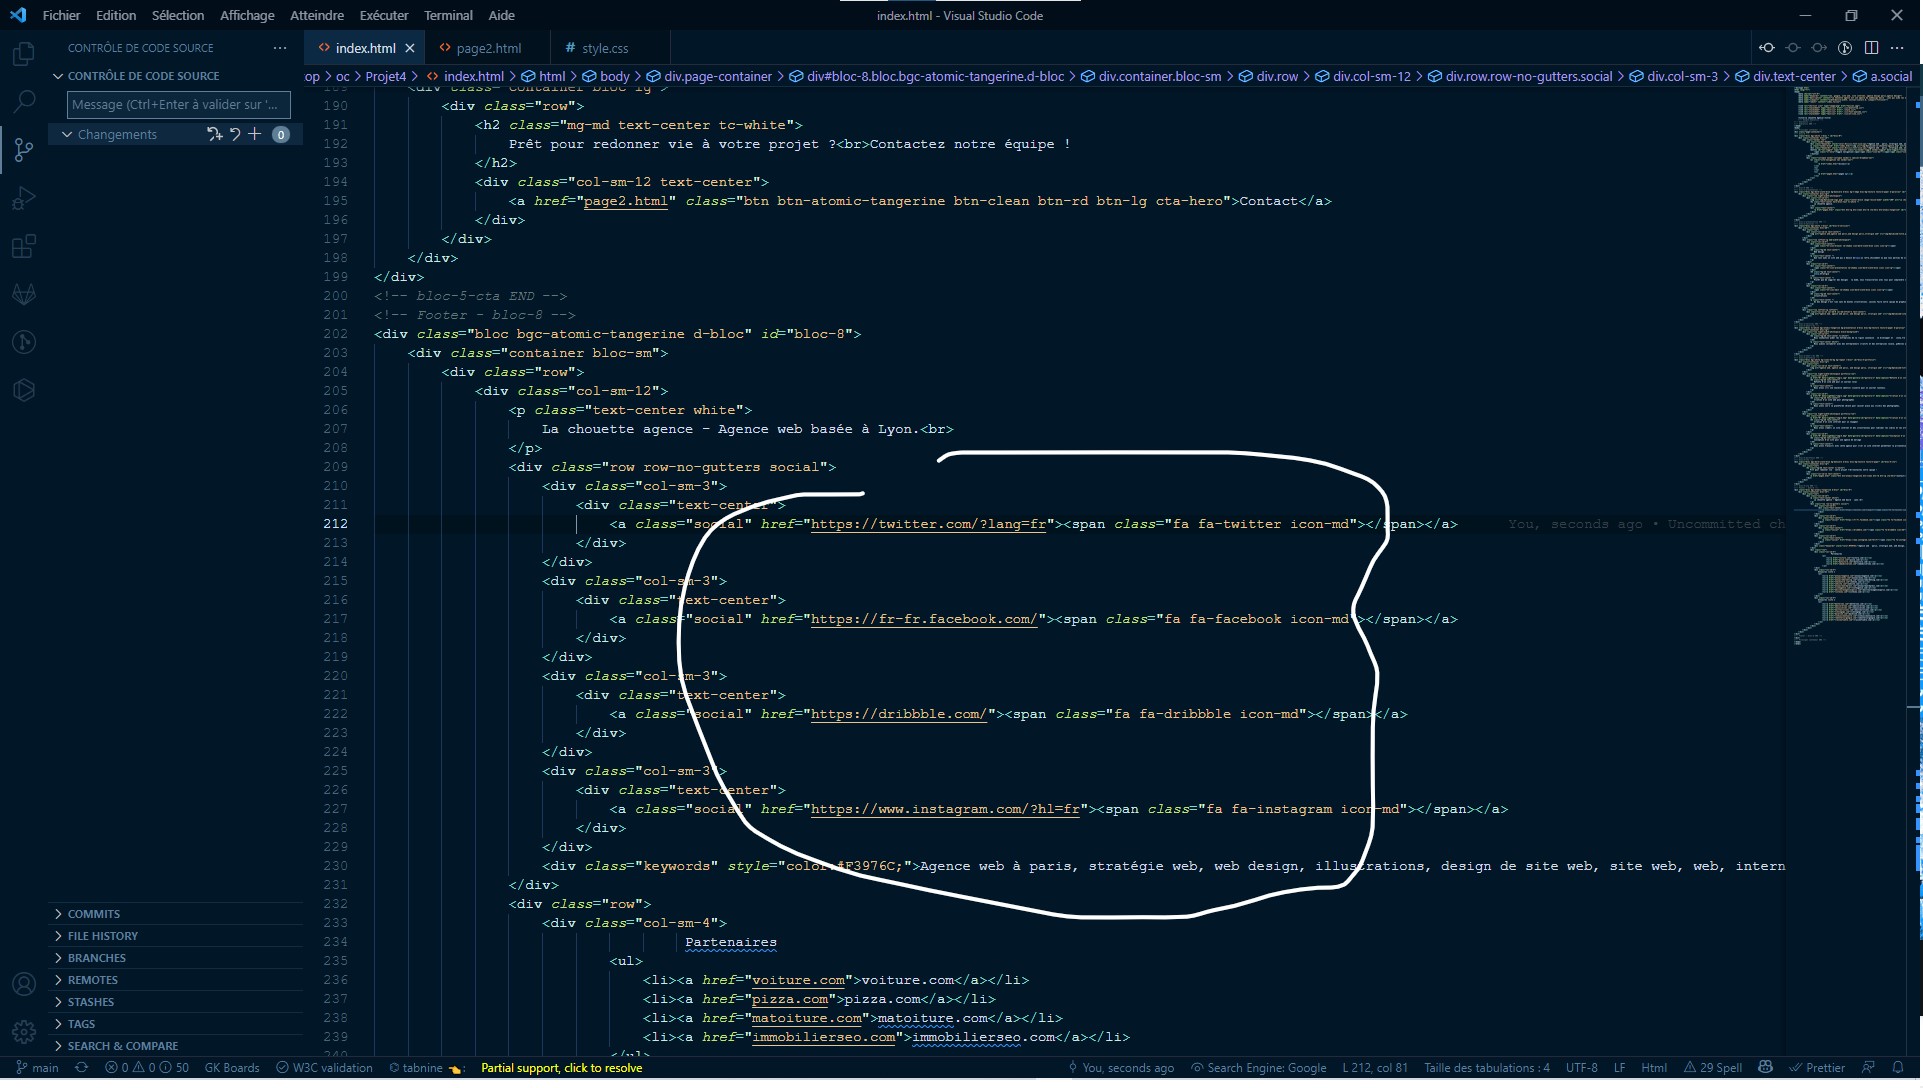 Fichier Edition Sélection Affichage Atteindre Exécuter Terminal Aide
index.html - Visual Studio Code
CONTRÔLE DE CODE SOURCE
index.html
page2.html
# style.css
CONTRÔLE DE CODE SOURCE
op > oc > Projet4 > index.html > html > body > div.page-container > div#bloc-8.bloc.bgc-atomic-tangerine.d-bloc > div.container.bloc-sm > div.row > div.col-sm-12 > div.row.row-no-gutters.social > div.col-sm-3 > div.text-center > a.social
Message (Ctrl+Enter à valider sur '...
Changements 0
189 <div class="container bloc-lg">
190 <div class="row">
191 <h2 class="mg-md text-center tc-white">
192 Prêt pour redonner vie à votre projet ?<br>Contactez notre équipe !
193 </h2>
194 <div class="col-sm-12 text-center">
195 <a href="page2.html" class="btn btn-atomic-tangerine btn-clean btn-rd btn-lg cta-hero">Contact</a>
196 </div>
197 </div>
198 </div>
199 </div>
200 <!-- bloc-5-cta END -->
201 <!-- Footer - bloc-8 -->
202 <div class="bloc bgc-atomic-tangerine d-bloc" id="bloc-8">
203 <div class="container bloc-sm">
204 <div class="row">
205 <div class="col-sm-12">
206 <p class="text-center white">
207 La chouette agence - Agence web basée à Lyon.<br>
208 </p>
209 <div class="row row-no-gutters social">
210 <div class="col-sm-3">
211 <div class="text-center">
212 <a class="social" href="https://twitter.com/?lang=fr"><span class="fa fa-twitter icon-md"></span></a> You, seconds ago • Uncommitted ch
213 </div>
214 </div>
215 <div class="col-sm-3">
216 <div class="text-center">
217 <a class="social" href="https://fr-fr.facebook.com/"><span class="fa fa-facebook icon-md"></span></a>
218 </div>
219 </div>
220 <div class="col-sm-3">
221 <div class="text-center">
222 <a class="social" href="https://dribbble.com/"><span class="fa fa-dribbble icon-md"></span></a>
223 </div>
224 </div>
225 <div class="col-sm-3">
226 <div class="text-center">
227 <a class="social" href="https://www.instagram.com/?hl=fr"><span class="fa fa-instagram icon-md"></span></a>
228 </div>
229 </div>
230 <div class="keywords" style="color:#F3976C;">Agence web à paris, stratégie web, web design, illustrations, design de site web, site web, web, intern
231 </div>
232 <div class="row">
233 <div class="col-sm-4">
234 Partenaires
235 <ul>
236 <li><a href="voiture.com">voiture.com</a></li>
237 <li><a href="pizza.com">pizza.com</a></li>
238 <li><a href="matoiture.com">matoiture.com</a></li>
239 <li><a href="immobilierseo.com">immobilierseo.com</a></li>
240 </ul>
COMMITS
FILE HISTORY
BRANCHES
REMOTES
STASHES
TAGS
SEARCH & COMPARE
main 0 0 50 GK Boards W3C validation tabnine : Partial support, click to resolve You, seconds ago Search Engine: Google L 212, col 81 Taille des tabulations : 4 UTF-8 LF Html 29 Spell Prettier